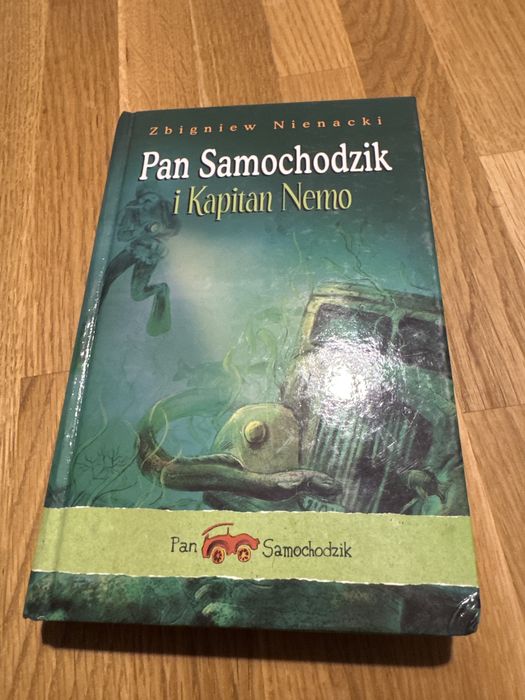 Zbigniew Nienacki
Pan Samochodzik
i Kapitan Nemo
Pan Samochodzik